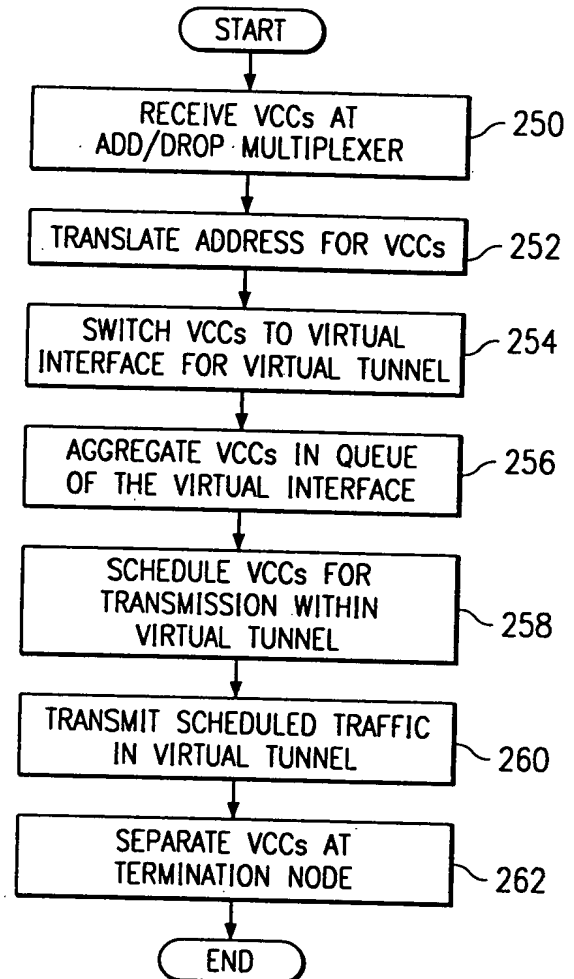 START
RECEIVE VCCs AT
ADD/DROP MULTIPLEXER
250
TRANSLATE ADDRESS FOR VCCs
252
SWITCH VCCs TO VIRTUAL
INTERFACE FOR VIRTUAL TUNNEL
254
AGGREGATE VCCs IN QUEUE
OF THE VIRTUAL INTERFACE
256
SCHEDULE VCCs FOR
TRANSMISSION WITHIN
VIRTUAL TUNNEL
258
TRANSMIT SCHEDULED TRAFFIC
IN VIRTUAL TUNNEL
260
SEPARATE VCCs AT
TERMINATION NODE
262
END